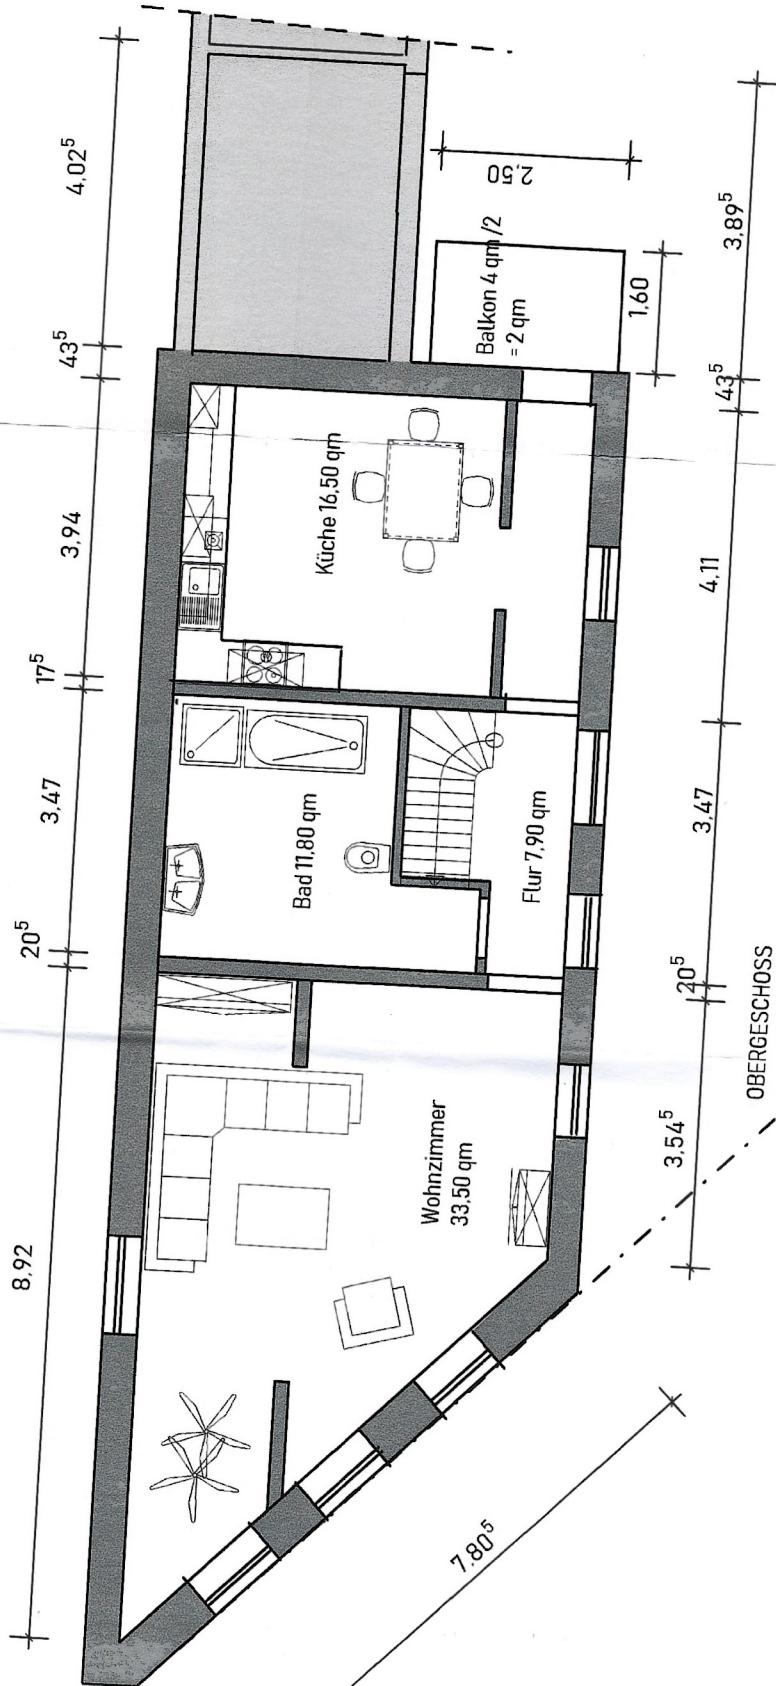 4,02⁵
43⁵
3,94
17⁵
3,47
20⁵
8,92
2,50
Balkon 4 qm /2
= 2 qm
1,60
Küche 16,50 qm
Bad 11,80 qm
Flur 7,90 qm
Wohnzimmer
33,50 qm
3,89⁵
43⁵
4,11
3,47
20⁵
3,54⁵
7,80⁵
OBERGESCHOSS